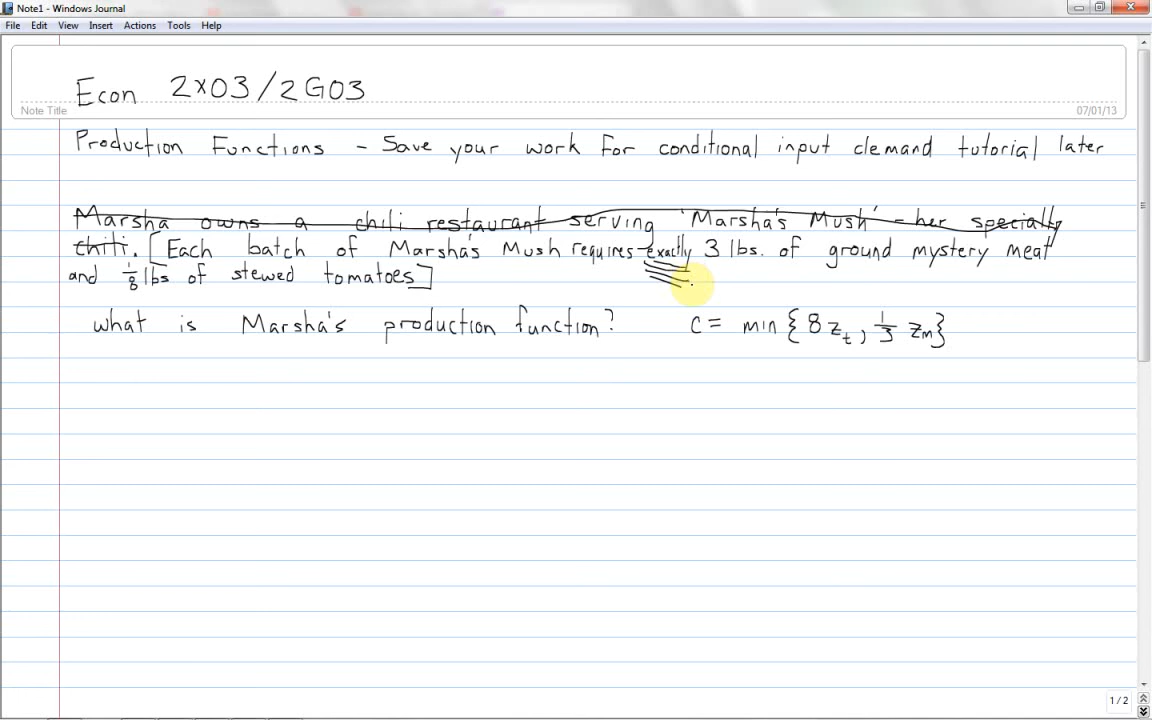 Note1 - Windows Journal
File Edit View Insert Actions Tools Help
Econ 2x03/2G03
Note Title
07/01/13
Production Functions - Save your work for conditional input demand tutorial later
Marsha owns a chili restaurant serving 'Marsha's Mush' - her specialty
chili. [Each batch of Marsha's Mush requires exactly 3 lbs. of ground mystery meat
and 1/8 lbs of stewed tomatoes]
what is Marsha's production function? c = min{8z_t, 1/3 z_m}
1/2